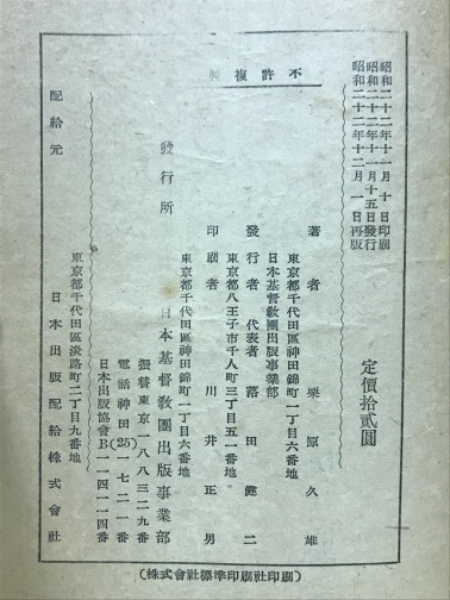 昭和二十二年十一月十日印刷
昭和二十二年十一月十五日發行
昭和二十二年十二月一日再版
定價拾貳圓
不許複
著者 栗原久雄
東京都千代田區神田錦町一丁目六番地
日本基督教團出版事業部
發行者 代表者 落田健二
東京都八王子市千人町三丁目五一番地
印刷者 川井正男
東京都千代田區神田錦町一丁目六番地
發行所 日本基督教團出版事業部
振替東京一八八三二九番
電話神田(25)一七二一番
日本出版協會員B一一四一一四番
東京都千代田區淡路町二丁目九番地
配給元 日本出版配給株式會社
(株式會社標準印刷社印刷)